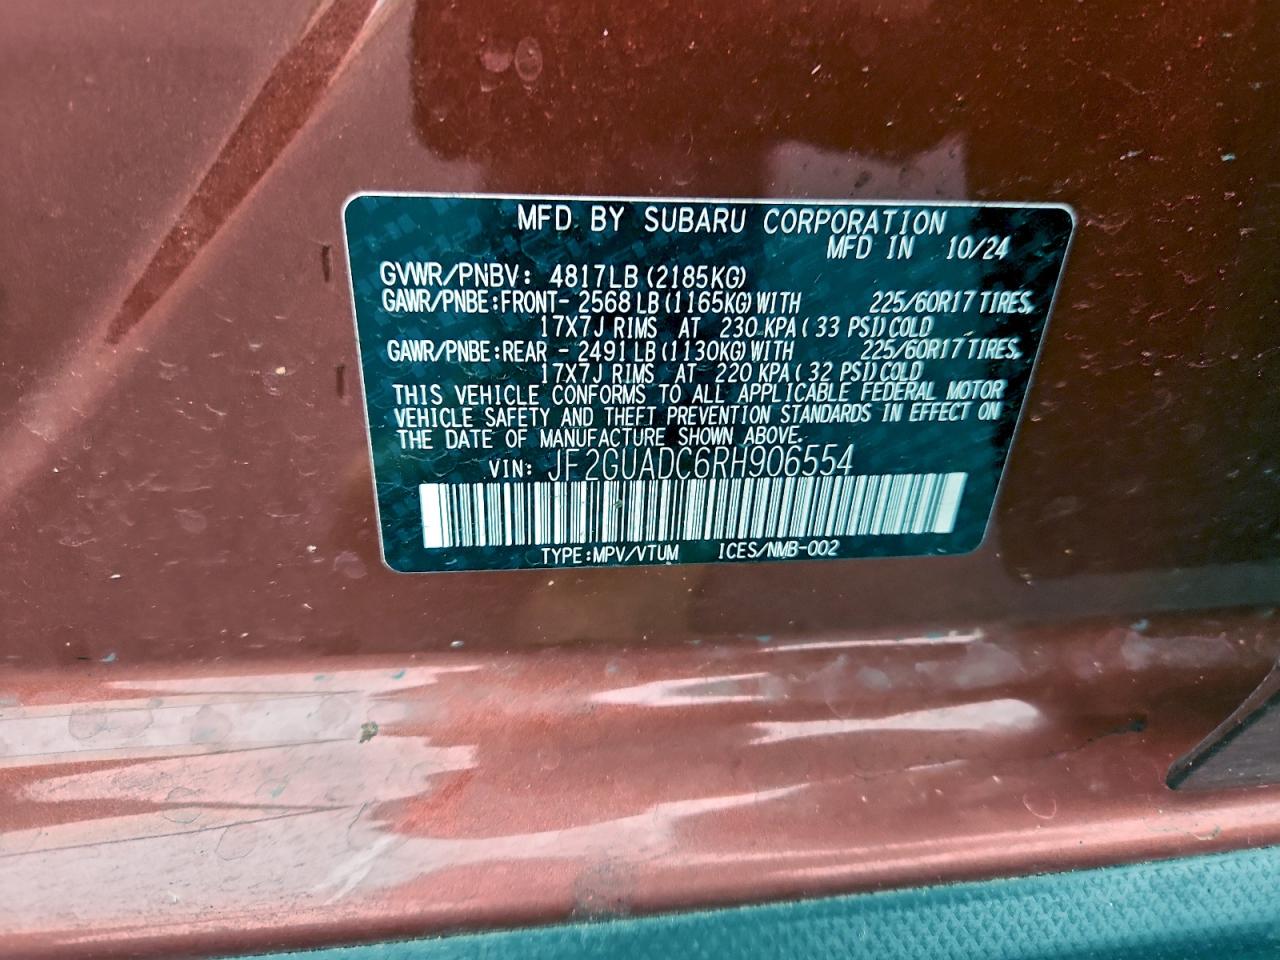 MFD BY SUBARU CORPORATION
MFD IN 10/24
GVWR/PNBV: 4817LB (2185KG)
GAWR/PNBE:FRONT- 2568 LB (1165KG) WITH 225/60R17 TIRES,
17X7J RIMS AT 230 KPA ( 33 PSI) COLD
GAWR/PNBE:REAR - 2491 LB (1130KG) WITH 225/60R17 TIRES,
17X7J RIMS AT 220 KPA ( 32 PSI) COLD
THIS VEHICLE CONFORMS TO ALL APPLICABLE FEDERAL MOTOR
VEHICLE SAFETY AND THEFT PREVENTION STANDARDS IN EFFECT ON
THE DATE OF MANUFACTURE SHOWN ABOVE.
VIN: JF2GUADC6RH906554
TYPE:MPV/VTUM ICES/NMB-002